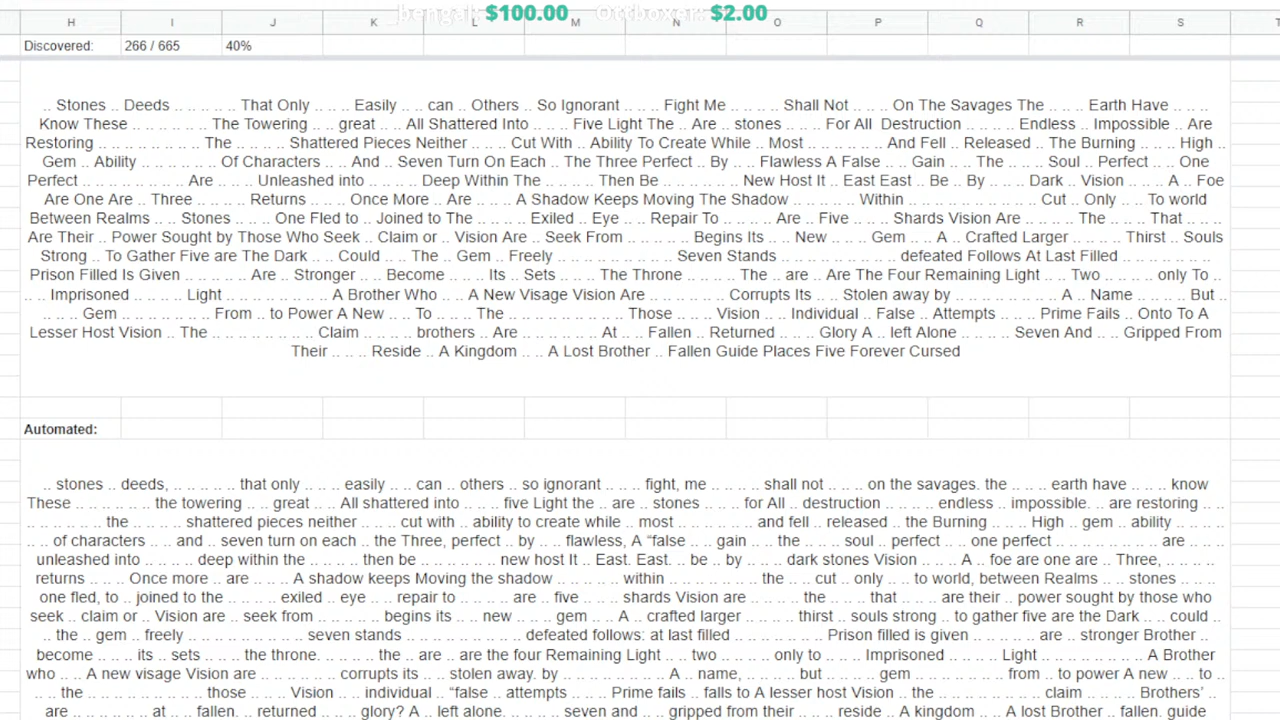 _bengal: $100.00 Ottboxer: $2.00
H I J K L M N O P Q R S
Discovered: 266 / 665 40%
.. Stones .. Deeds .. .. .. .. .. That Only .. .. .. Easily .. .. can .. Others .. So Ignorant .. .. .. Fight Me .. .. .. .. Shall Not .. .. .. On The Savages The .. .. .. Earth Have .. .. ..
Know These .. .. .. .. .. .. The Towering .. .. great .. .. All Shattered Into .. .. .. Five Light The .. Are .. stones .. .. .. For All Destruction .. .. .. .. Endless .. Impossible .. Are
Restoring .. .. .. .. .. The .. .. .. .. Shattered Pieces Neither .. .. .. Cut With .. Ability To Create While .. Most .. .. .. .. .. .. And Fell .. Released .. The Burning .. .. .. High ..
Gem .. Ability .. .. .. .. .. .. Of Characters .. .. And .. Seven Turn On Each .. The Three Perfect .. By .. .. Flawless A False .. .. Gain .. .. The .. .. Soul .. Perfect .. .. One
Perfect .. .. .. .. .. .. .. .. Are .. .. .. Unleashed into .. .. .. .. Deep Within The .. .. .. .. Then Be .. .. .. .. .. .. New Host It .. East East .. Be .. By .. .. .. Dark .. Vision .. .. .. A .. Foe
Are One Are .. Three .. .. .. .. Returns .. .. .. Once More .. Are .. .. .. A Shadow Keeps Moving The Shadow .. .. .. .. .. Within .. .. .. .. .. .. .. .. Cut .. Only .. .. To world
Between Realms .. .. Stones .. .. .. One Fled to .. Joined to The .. .. .. .. Exiled .. Eye .. .. Repair To .. .. .. .. Are .. Five .. .. Shards Vision Are .. .. .. .. The .. .. That .. .. ..
Are Their .. Power Sought by Those Who Seek .. Claim or .. Vision Are .. Seek From .. .. .. .. .. Begins Its .. .. New .. .. Gem .. A .. Crafted Larger .. .. .. Thirst .. Souls
Strong .. To Gather Five are The Dark .. .. Could .. .. The .. Gem .. Freely .. .. .. .. .. .. .. .. .. Seven Stands .. .. .. .. .. .. .. .. .. defeated Follows At Last Filled .. .. .. .. .. .. ..
Prison Filled Is Given .. .. .. .. .. Are .. Stronger .. .. Become .. .. .. Its .. Sets .. .. .. The Throne .. .. .. .. The .. are .. Are The Four Remaining Light .. .. Two .. .. .. .. only To ..
.. .. Imprisoned .. .. .. .. Light .. .. .. .. .. .. .. .. A Brother Who .. .. A New Visage Vision Are .. .. .. .. .. .. Corrupts Its .. .. Stolen away by .. .. .. .. .. .. .. .. A .. Name .. .. .. .. But ..
.. .. .. Gem .. .. .. .. .. From .. to Power A New .. .. To .. .. .. The .. .. .. .. .. .. .. Those .. .. .. Vision .. Individual .. False .. Attempts .. .. .. Prime Fails .. Onto To A
Lesser Host Vision .. The .. .. .. .. .. .. .. .. Claim .. .. .. brothers .. Are .. .. .. .. .. .. At .. Fallen .. Returned .. .. .. Glory A .. left Alone .. .. .. .. Seven And .. .. Gripped From
Their .. .. .. Reside .. A Kingdom .. .. A Lost Brother .. Fallen Guide Places Five Forever Cursed
Automated:
.. stones .. deeds, .. .. .. .. .. that only .. .. .. easily .. .. can .. others .. so ignorant .. .. .. fight, me .. .. .. .. shall not .. .. .. on the savages. the .. .. .. earth have .. .. .. know
These .. .. .. .. .. .. the towering .. .. great .. .. All shattered into .. .. .. five Light the .. are .. stones .. .. .. for All .. destruction .. .. .. .. endless .. impossible. .. are restoring .. ..
.. .. .. .. .. the .. .. .. .. shattered pieces neither .. .. .. cut with .. ability to create while .. most .. .. .. .. .. .. and fell .. released .. the Burning .. .. .. High .. gem .. ability .. .. ..
.. .. of characters .. .. and .. seven turn on each .. the Three, perfect .. by .. .. flawless, A “false .. .. gain .. .. the .. .. soul .. perfect .. .. one perfect .. .. .. .. .. .. .. .. are .. .. ..
unleashed into .. .. .. .. deep within the .. .. .. .. then be .. .. .. .. .. .. new host It .. East. East. .. be .. by .. .. .. dark stones Vision .. .. .. A .. foe are one are .. Three, .. .. .. ..
returns .. .. .. Once more .. are .. .. .. A shadow keeps Moving the shadow .. .. .. .. .. within .. .. .. .. .. .. .. the .. .. cut .. only .. .. to world, between Realms .. .. stones .. .. ..
one fled, to .. joined to the .. .. .. .. exiled .. eye .. .. repair to .. .. .. .. are .. five .. .. shards Vision are .. .. .. .. the .. .. that .. .. .. are their .. power sought by those who
seek .. claim or .. Vision are .. seek from .. .. .. .. .. begins its .. .. new .. .. gem .. A .. crafted larger .. .. .. thirst .. souls strong .. to gather five are the Dark .. .. could ..
.. the .. gem .. freely .. .. .. .. .. .. .. .. .. seven stands .. .. .. .. .. .. .. .. .. defeated follows: at last filled .. .. .. .. .. .. .. Prison filled is given .. .. .. .. .. are .. stronger Brother ..
become .. .. .. its .. sets .. .. .. the throne. .. .. .. .. the .. are .. are the four Remaining Light .. .. two .. .. .. .. only to .. .. .. Imprisoned .. .. .. .. Light .. .. .. .. .. .. .. .. A Brother
who .. .. A new visage Vision are .. .. .. .. .. .. corrupts its .. .. stolen away. by .. .. .. .. .. .. .. .. A .. name, .. .. .. .. but .. .. .. .. gem .. .. .. .. .. from .. to power A new .. .. to ..
.. .. the .. .. .. .. .. .. .. those .. .. .. Vision .. individual .. “false .. attempts .. .. .. Prime fails .. falls to A lesser host Vision .. the .. .. .. .. .. .. .. .. claim .. .. .. Brothers’ ..
are .. .. .. .. .. .. at .. fallen. .. returned .. .. .. glory? A .. left alone. .. .. .. .. seven and .. .. gripped from their .. .. .. reside .. A kingdom .. .. A lost Brother .. fallen. guide